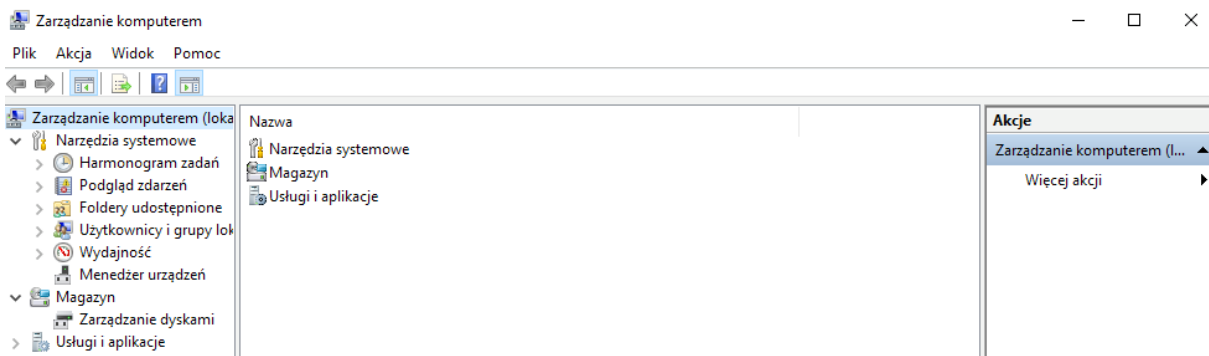 Zarządzanie komputerem
Plik Akcja Widok Pomoc
Zarządzanie komputerem (loka
Narzędzia systemowe
Harmonogram zadań
Podgląd zdarzeń
Foldery udostępnione
Użytkownicy i grupy lok
Wydajność
Menedżer urządzeń
Magazyn
Zarządzanie dyskami
Usługi i aplikacje
Nazwa
Narzędzia systemowe
Magazyn
Usługi i aplikacje
Akcje
Zarządzanie komputerem (l...
Więcej akcji